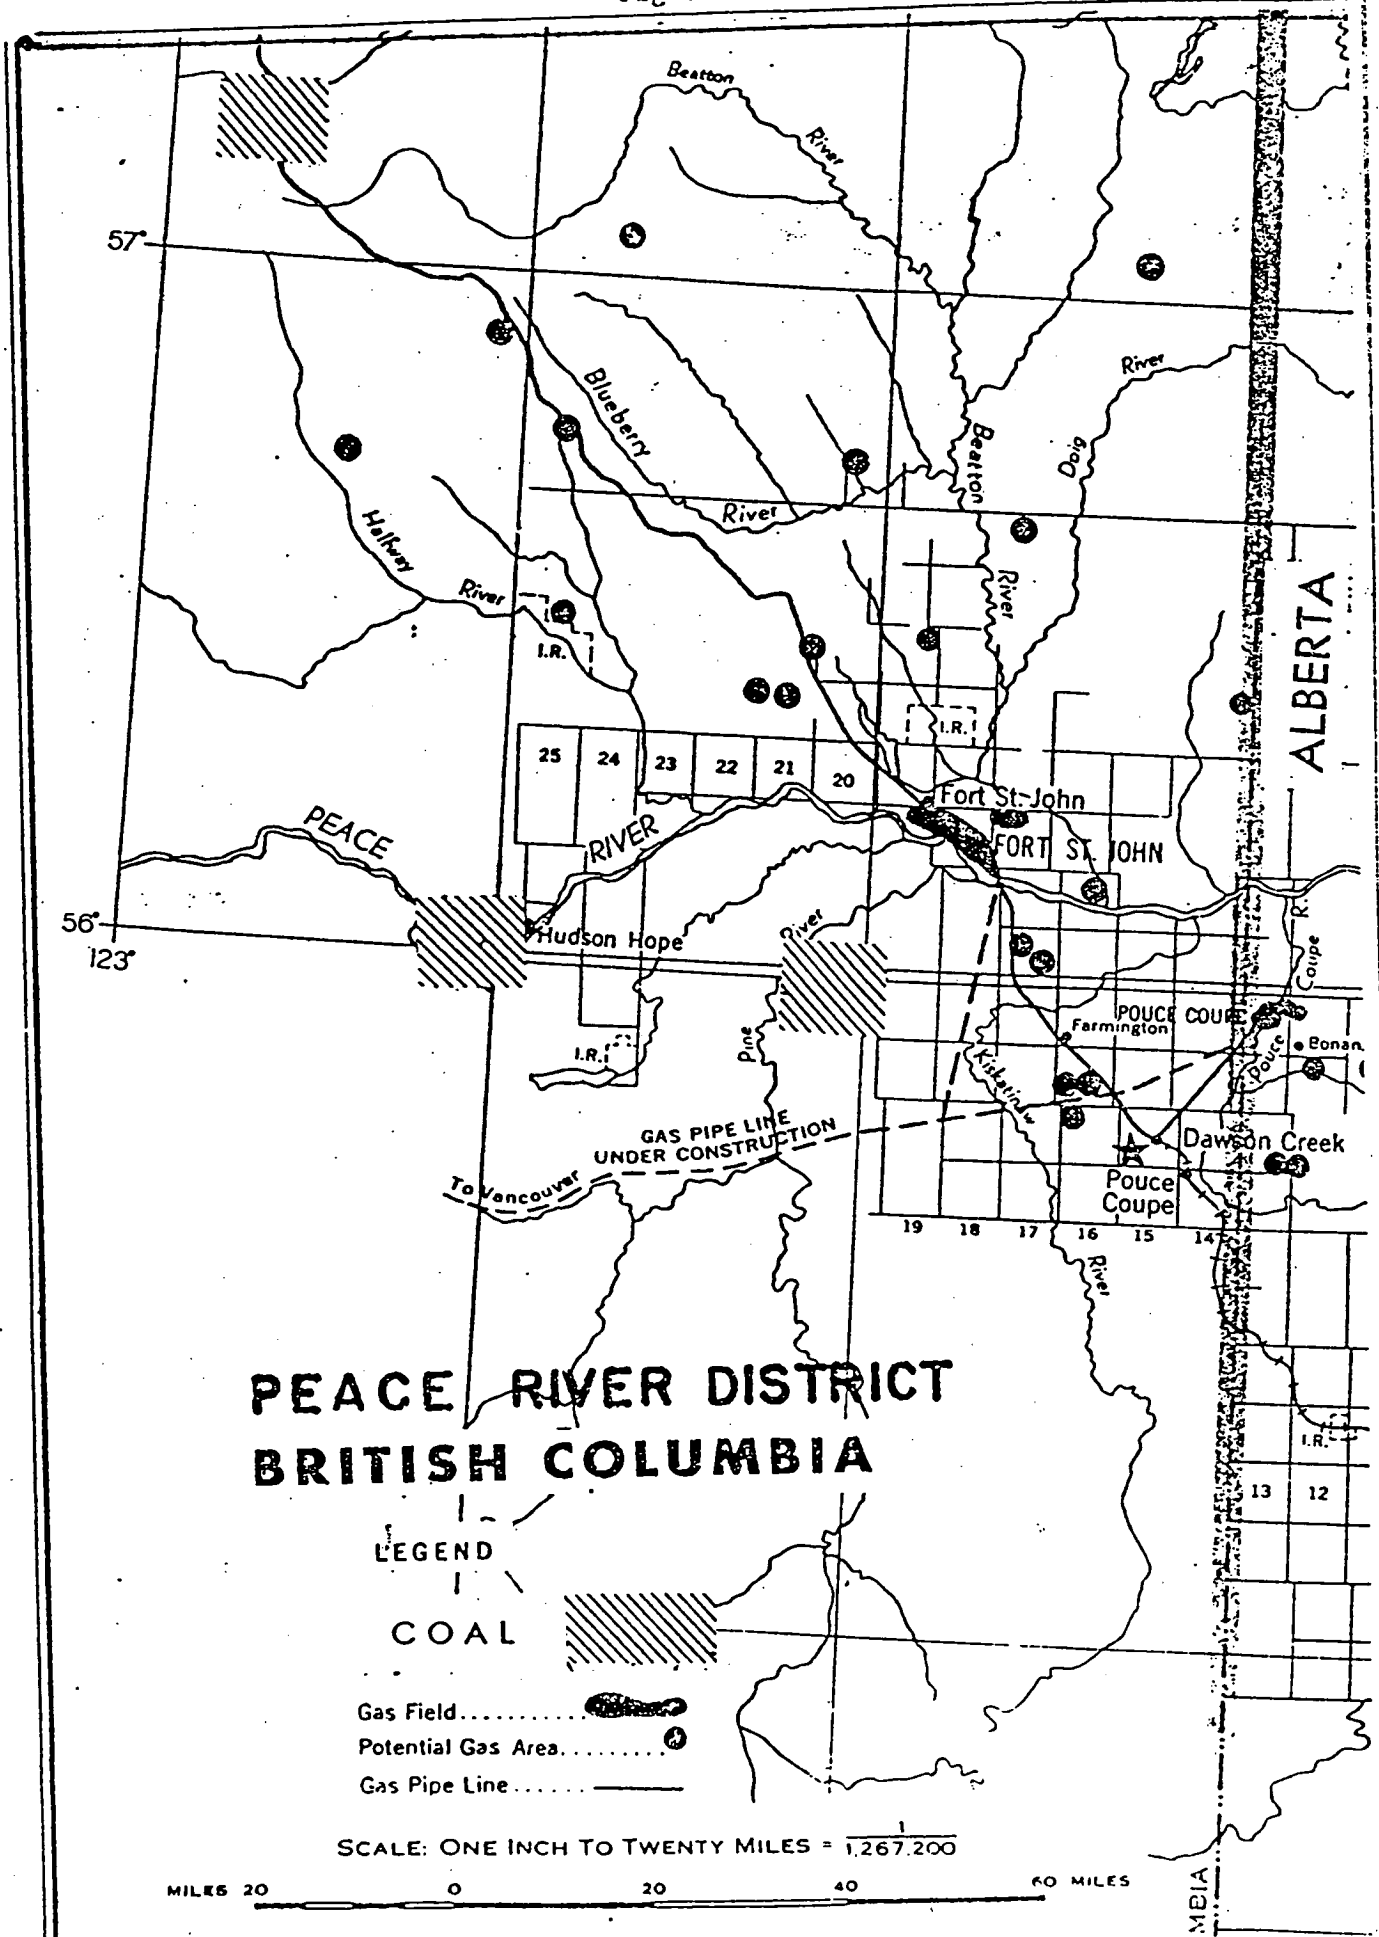 Beatton
River
57°
Blueberry
River
River
Doig
Beatton
River
Halfway
River
I.R.
ALBERTA
I.R.
25 24 23 22 21 20
Fort St. John
FORT ST. JOHN
PEACE
RIVER
56°
123°
Hudson Hope
River
Pine
R.
Coupe
Pouce
POUCE COUP
Farmington
Bonan
Kiskatinaw
River
I.R.
GAS PIPE LINE
UNDER CONSTRUCTION
To Vancouver
Dawson Creek
Pouce
Coupe
19 18 17 16 15 14
PEACE RIVER DISTRICT
BRITISH COLUMBIA
I.R.
13 12
LEGEND
COAL
Gas Field...........
Potential Gas Area.........
Gas Pipe Line......
SCALE: ONE INCH TO TWENTY MILES = 1/1,267,200
MILES 20 0 20 40 60 MILES
MBIA